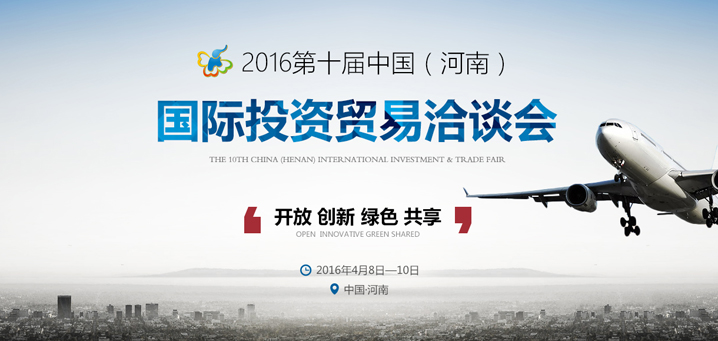 2016第十届中国（河南）
国际投资贸易洽谈会
THE 10TH CHINA (HENAN) INTERNATIONAL INVESTMENT & TRADE FAIR
开放 创新 绿色 共享
OPEN INNOVATIVE GREEN SHARED
2016年4月8日—10日
中国·河南